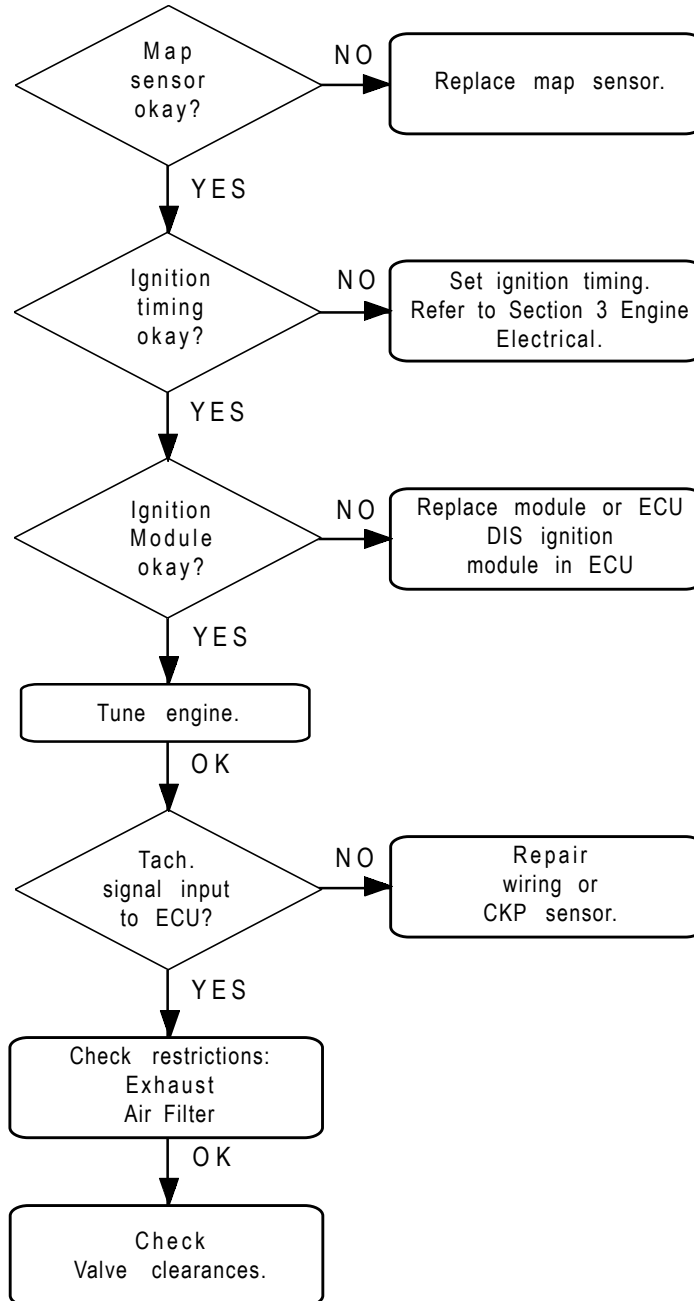 Map
sensor
okay?
NO
Replace map sensor.
YES
Ignition
timing
okay?
NO
Set ignition timing.
Refer to Section 3 Engine
Electrical.
YES
Ignition
Module
okay?
NO
Replace module or ECU
DIS ignition
module in ECU
YES
Tune engine.
OK
Tach.
signal input
to ECU?
NO
Repair
wiring or
CKP sensor.
YES
Check restrictions:
Exhaust
Air Filter
OK
Check
Valve clearances.